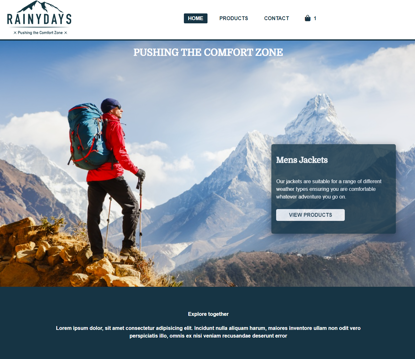 RAINYDAYS
Pushing the Comfort Zone
HOME PRODUCTS CONTACT 1
PUSHING THE COMFORT ZONE
Mens Jackets
Our jackets are suitable for a range of different
weather types ensuring you are comfortable
whatever adventure you go on.
VIEW PRODUCTS
Explore together
Lorem ipsum dolor, sit amet consectetur adipisicing elit. Incidunt nulla aliquam harum, maiores inventore ullam non odit vero
perspiciatis illo, omnis ex nisi veniam recusandae deserunt error